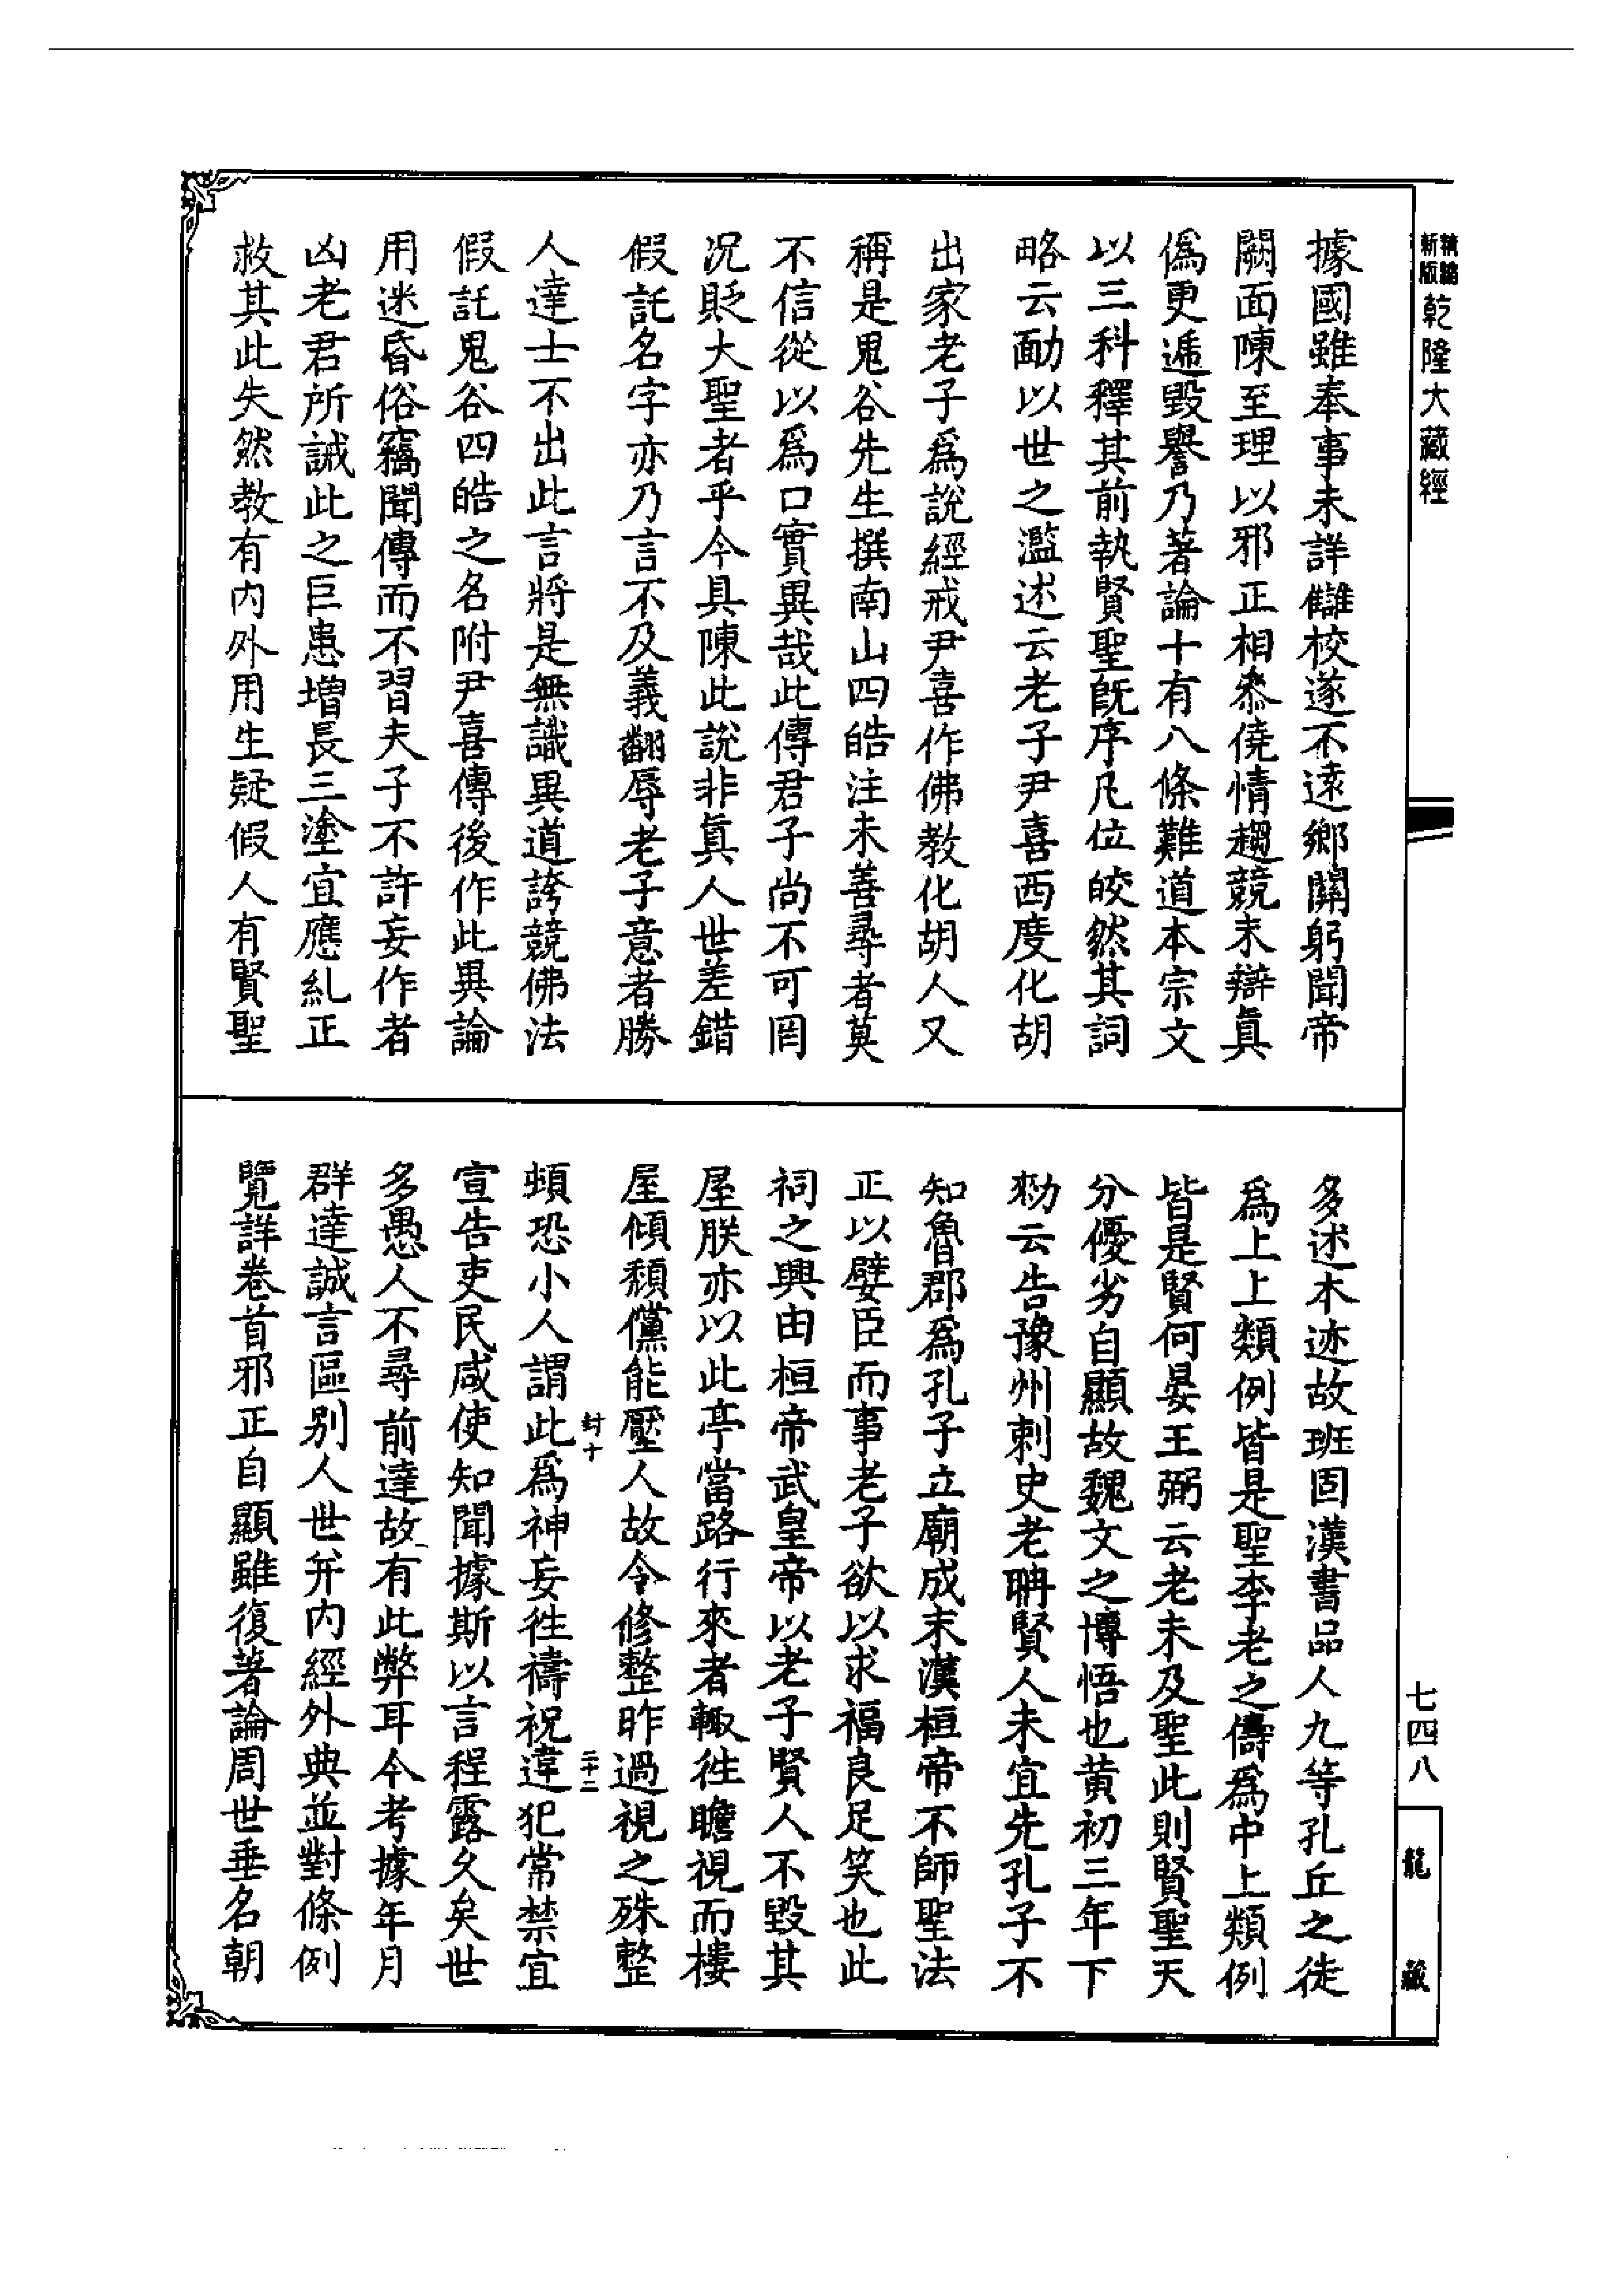 新版精編乾隆大藏經
據國雖奉事未詳讎校遂不遠鄉關躬聞帝
闕面陳至理以邪正相叅僥情趨競未辯眞
僞更遞毀譽乃著論十有八條難道本宗文
以三科釋其前執賢聖旣序凡位皎然其詞
略云勔以世之濫述云老子尹喜西度化胡
出家老子爲說經戒尹喜作佛教化胡人又
稱是鬼谷先生撰南山四皓注未善尋者莫
不信從以爲口實異哉此傳君子尚不可罔
况貶大聖者乎今具陳此說非眞人世差錯
假託名字亦乃言不及義翻辱老子意者勝
人達士不出此言將是無識異道誇競佛法
假託鬼谷四皓之名附尹喜傳後作此異論
用迷昏俗竊聞傳而不習夫子不許妄作者
凶老君所誡此之巨患增長三塗宜應糺正
救其此失然教有內外用生疑假人有賢聖
多述本迹故班固漢書品人九等孔丘之徒
爲上上類例皆是聖李老之儔爲中上類例
皆是賢何晏王弼云老未及聖此則賢聖天
分優劣自顯故魏文之博悟也黄初三年下
勑云告豫州刺史老聃賢人未宜先孔子不
知魯郡爲孔子立廟成末漢桓帝不師聖法
正以嬖臣而事老子欲以求福良足笑也此
祠之興由桓帝武皇帝以老子賢人不毀其
屋朕亦以此亭當路行來者輙徃瞻視而樓
屋傾頹儻能壓人故令修整昨過視之殊整
頓恐小人謂此爲神妄徃禱祝違犯常禁宜
宣告吏民咸使知聞據斯以言程露久矣世
多愚人不尋前達故有此弊耳今考據年月
群達誠言區别人世并內經外典並對條例
覽詳卷首邪正自顯雖復著論周世垂名朝
封十
二十二
七四八
龍藏